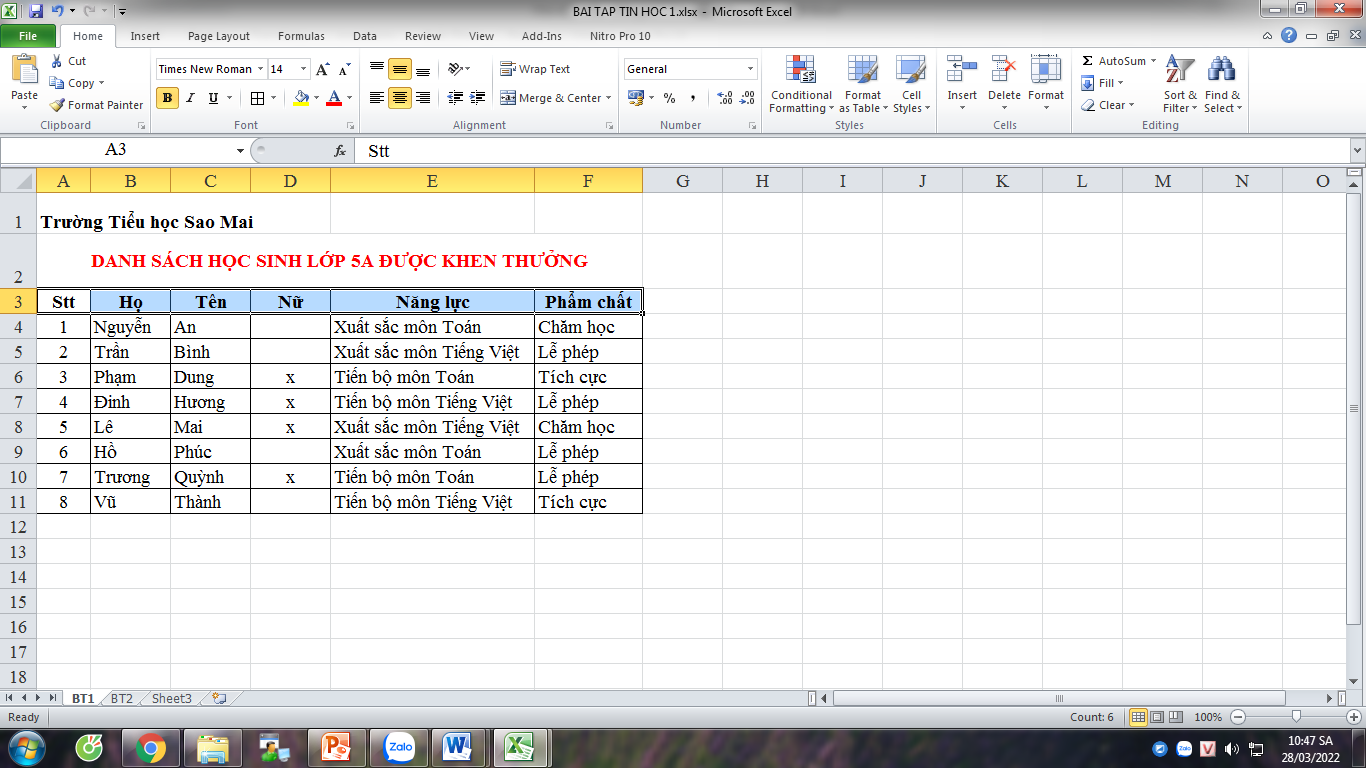 BAI TAP TIN HOC 1.xlsx - Microsoft Excel
File Home Insert Page Layout Formulas Data Review View Add-Ins Nitro Pro 10
Paste
Cut
Copy
Format Painter
Clipboard
Times New Roman 14 A A
B I U A
Font
Wrap Text
Merge & Center
Alignment
General
% , .00 .0
Number
Conditional Formatting
Format as Table
Cell Styles
Styles
Insert Delete Format
Cells
Σ AutoSum
Fill
Clear
Sort & Filter
Find & Select
Editing
A3 fx Stt
A B C D E F G H I J K L M N O
1 Trường Tiểu học Sao Mai
2 DANH SÁCH HỌC SINH LỚP 5A ĐƯỢC KHEN THƯỞNG
3 Stt Họ Tên Nữ Năng lực Phẩm chất
4 1 Nguyễn An Xuất sắc môn Toán Chăm học
5 2 Trần Bình Xuất sắc môn Tiếng Việt Lễ phép
6 3 Phạm Dung x Tiến bộ môn Toán Tích cực
7 4 Đinh Hương x Tiến bộ môn Tiếng Việt Lễ phép
8 5 Lê Mai x Xuất sắc môn Tiếng Việt Chăm học
9 6 Hồ Phúc Xuất sắc môn Toán Lễ phép
10 7 Trương Quỳnh x Tiến bộ môn Toán Lễ phép
11 8 Vũ Thành Tiến bộ môn Tiếng Việt Tích cực
12
13
14
15
16
17
18
BT1 BT2 Sheet3
Ready Count: 6 100%
Zalo
10:47 SA
28/03/2022